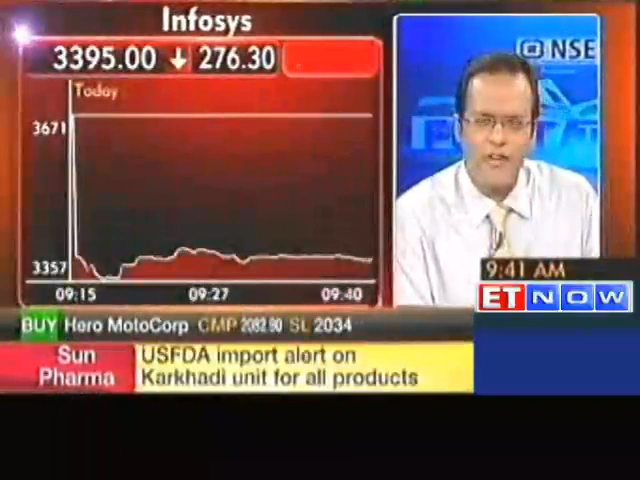 Infosys
3395.00 ↓ 276.30
Today
3671
3357
09:15 09:27 09:40
NSE
9:41 AM
ET NOW
BUY Hero MotoCorp CMP 2082.90 SL 2034
Sun Pharma
USFDA import alert on
Karkhadi unit for all products